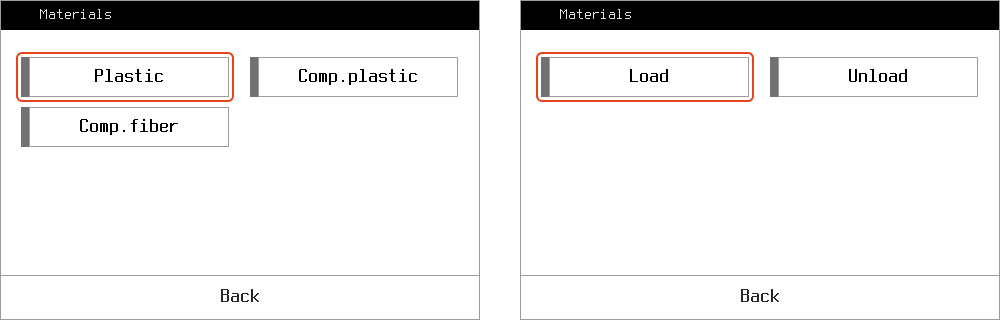 Materials
Plastic
Comp.plastic
Comp.fiber
Back
Materials
Load
Unload
Back